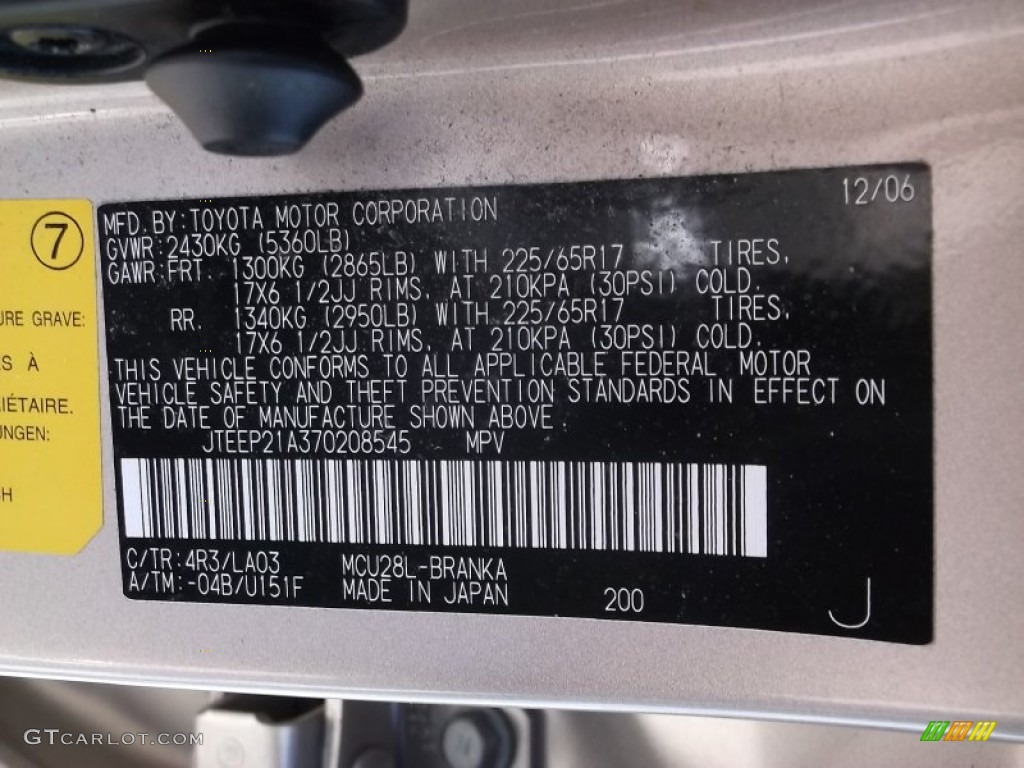 12/06
MFD. BY: TOYOTA MOTOR CORPORATION
GVWR: 2430KG (5360LB)
GAWR: FRT. 1300KG (2865LB) WITH 225/65R17 TIRES,
17X6 1/2JJ RIMS, AT 210KPA (30PSI) COLD.
RR. 1340KG (2950LB) WITH 225/65R17 TIRES,
17X6 1/2JJ RIMS, AT 210KPA (30PSI) COLD.
THIS VEHICLE CONFORMS TO ALL APPLICABLE FEDERAL MOTOR
VEHICLE SAFETY AND THEFT PREVENTION STANDARDS IN EFFECT ON
THE DATE OF MANUFACTURE SHOWN ABOVE.
JTEEP21A370208545 MPV
C/TR: 4R3/LA03 MCU28L-BRANKA
A/TM: -04B/U151F MADE IN JAPAN 200 J
7
URE GRAVE:
S À
IÉTAIRE.
UNGEN:
H
GTCARLOT.COM